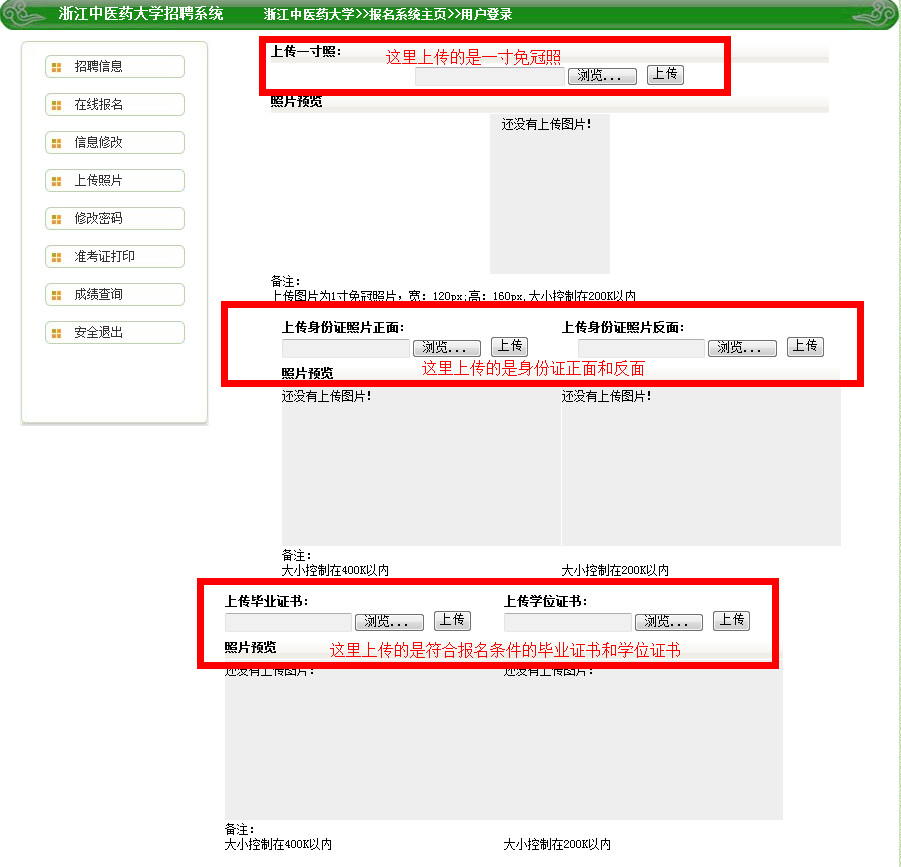 浙江中医药大学招聘系统 浙江中医药大学>>报名系统主页>>用户登录
招聘信息
在线报名
信息修改
上传照片
修改密码
准考证打印
成绩查询
安全退出
上传一寸照：
这里上传的是一寸免冠照
浏览... 上传
照片预览
还没有上传图片！
备注：
上传图片为1寸免冠照片，宽：120px;高：160px,大小控制在200K以内
上传身份证照片正面： 上传身份证照片反面：
浏览... 上传 浏览... 上传
照片预览 这里上传的是身份证正面和反面
还没有上传图片！ 还没有上传图片！
备注：
大小控制在400K以内 大小控制在200K以内
上传毕业证书： 上传学位证书：
浏览... 上传 浏览... 上传
照片预览 这里上传的是符合报名条件的毕业证书和学位证书
还没有上传图片！ 还没有上传图片！
备注：
大小控制在400K以内 大小控制在200K以内